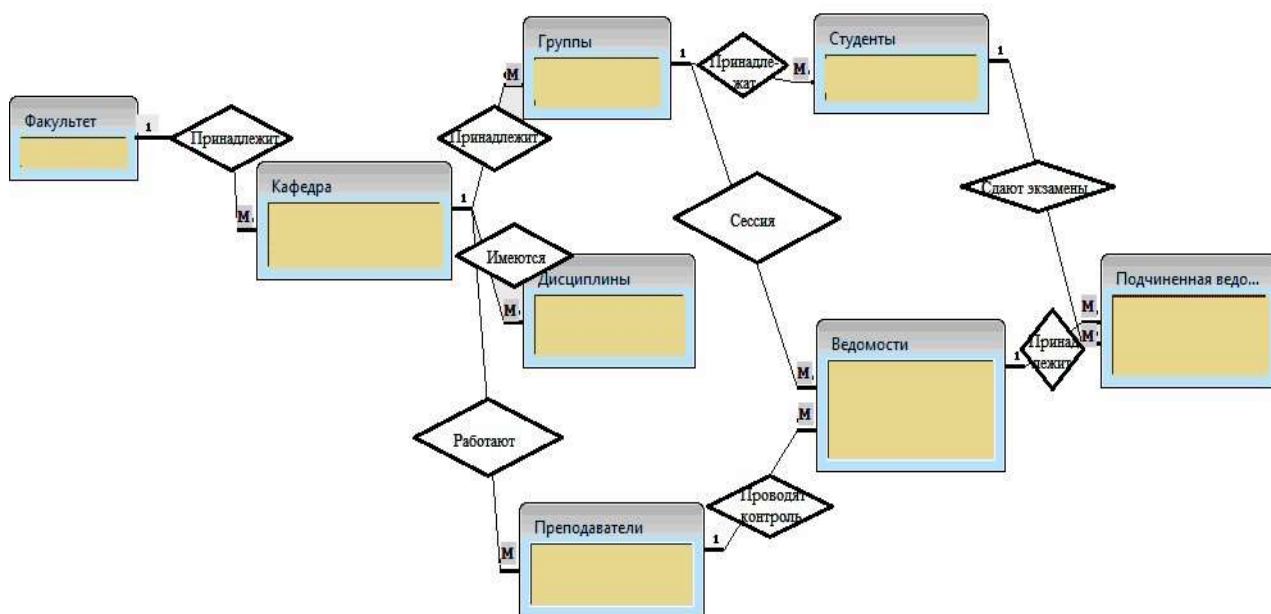 Факультет
1
Принадлежит
М
Кафедра
1
М
Принадлежит
Группы
1
Принадле-
жат
М
Студенты
1
Имеются
М
Дисциплины
Сессия
М
Сдают экзамены
М
Работают
М
Преподаватели
1
Проводят
контроль
М
Ведомости
1
Принад
лежит
М
Подчиненная ведо...